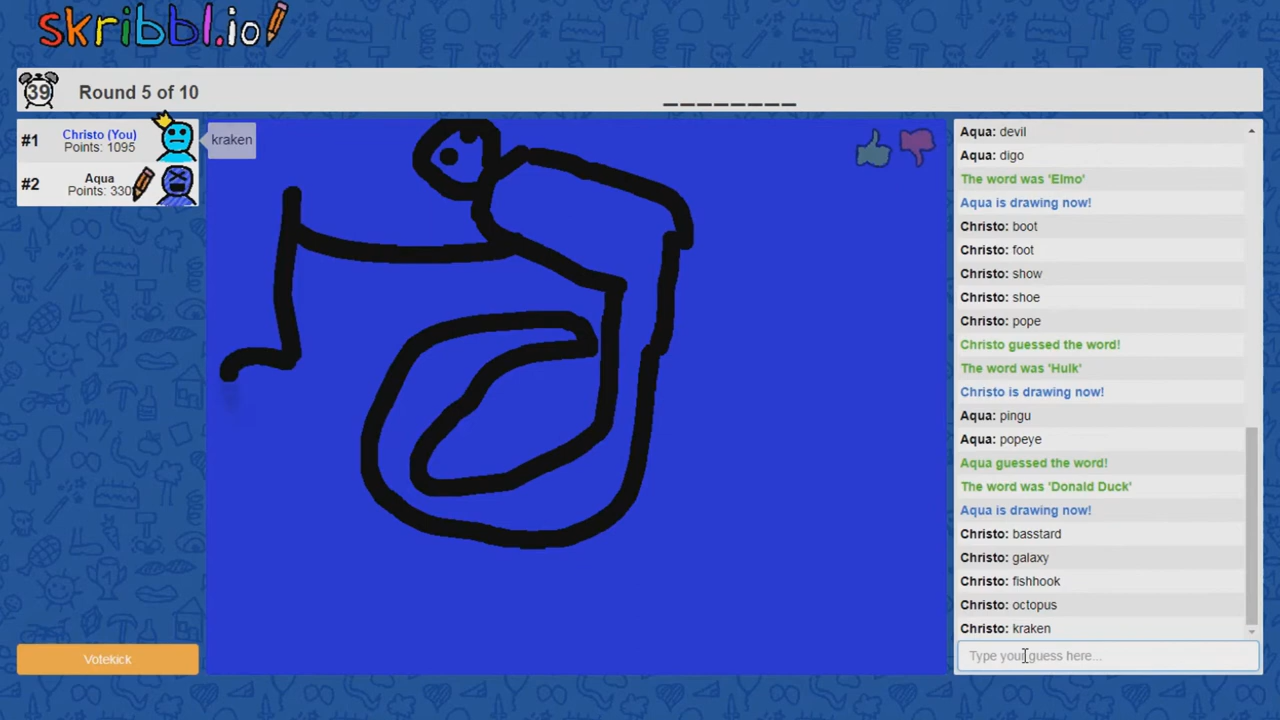 skribbl.io
39
Round 5 of 10
________
#1
Christo (You)
Points: 1095
kraken
#2
Aqua
Points: 330
Aqua: devil
Aqua: digo
The word was 'Elmo'
Aqua is drawing now!
Christo: boot
Christo: foot
Christo: show
Christo: shoe
Christo: pope
Christo guessed the word!
The word was 'Hulk'
Christo is drawing now!
Aqua: pingu
Aqua: popeye
Aqua guessed the word!
The word was 'Donald Duck'
Aqua is drawing now!
Christo: basstard
Christo: galaxy
Christo: fishhook
Christo: octopus
Christo: kraken
Type your guess here...
Votekick